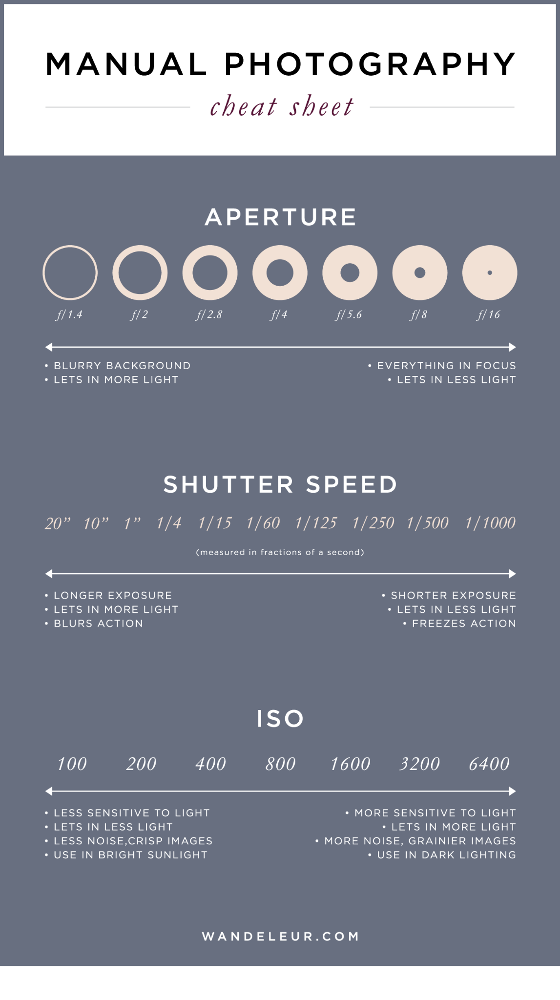 MANUAL PHOTOGRAPHY
cheat sheet
APERTURE
f/1.4 f/2 f/2.8 f/4 f/5.6 f/8 f/16
• BLURRY BACKGROUND • EVERYTHING IN FOCUS
• LETS IN MORE LIGHT • LETS IN LESS LIGHT
SHUTTER SPEED
20” 10” 1” 1/4 1/15 1/60 1/125 1/250 1/500 1/1000
(measured in fractions of a second)
• LONGER EXPOSURE • SHORTER EXPOSURE
• LETS IN MORE LIGHT • LETS IN LESS LIGHT
• BLURS ACTION • FREEZES ACTION
ISO
100 200 400 800 1600 3200 6400
• LESS SENSITIVE TO LIGHT • MORE SENSITIVE TO LIGHT
• LETS IN LESS LIGHT • LETS IN MORE LIGHT
• LESS NOISE,CRISP IMAGES • MORE NOISE, GRAINIER IMAGES
• USE IN BRIGHT SUNLIGHT • USE IN DARK LIGHTING
WANDELEUR.COM